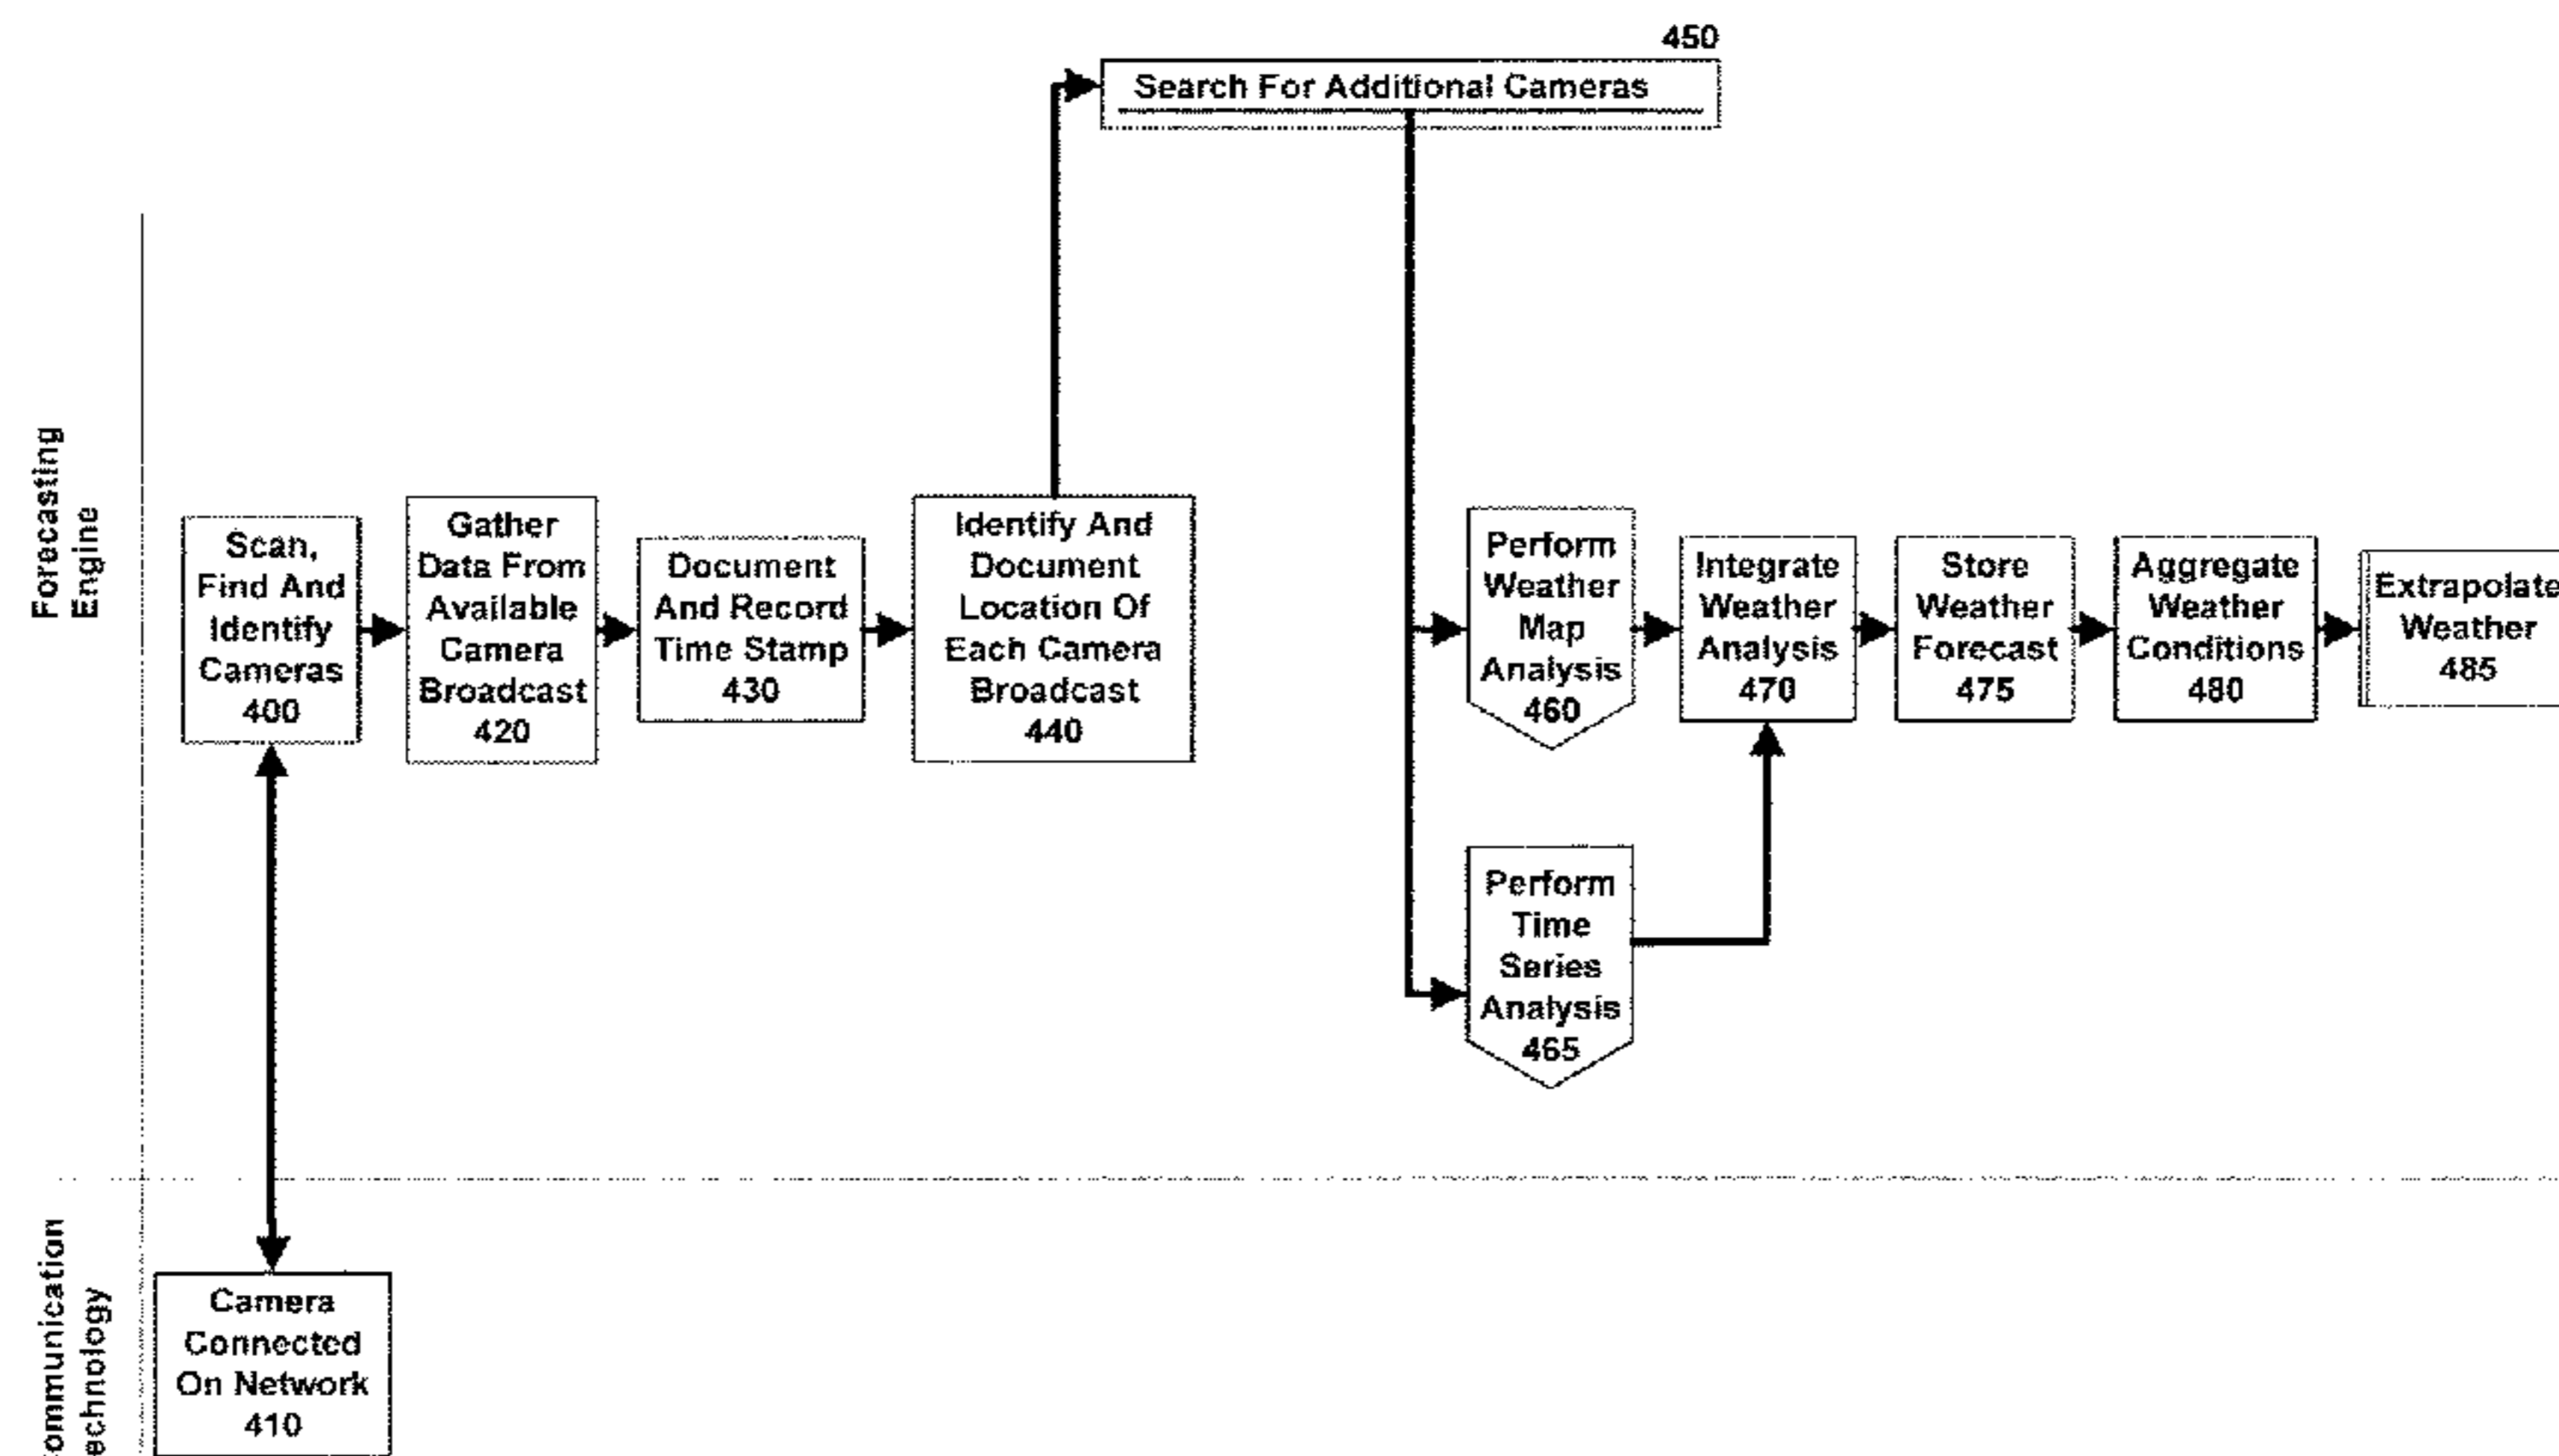 450
Search For Additional Cameras
Forecasting
Engine
Scan,
Find And
Identify
Cameras
400
Gather
Data From
Available
Camera
Broadcast
420
Document
And Record
Time Stamp
430
Identify And
Document
Location Of
Each Camera
Broadcast
440
Perform
Weather
Map
Analysis
460
Integrate
Weather
Analysis
470
Store
Weather
Forecast
475
Aggregate
Weather
Conditions
480
Extrapolate
Weather
485
Perform
Time
Series
Analysis
465
ommunication
echnology
Camera
Connected
On Network
410